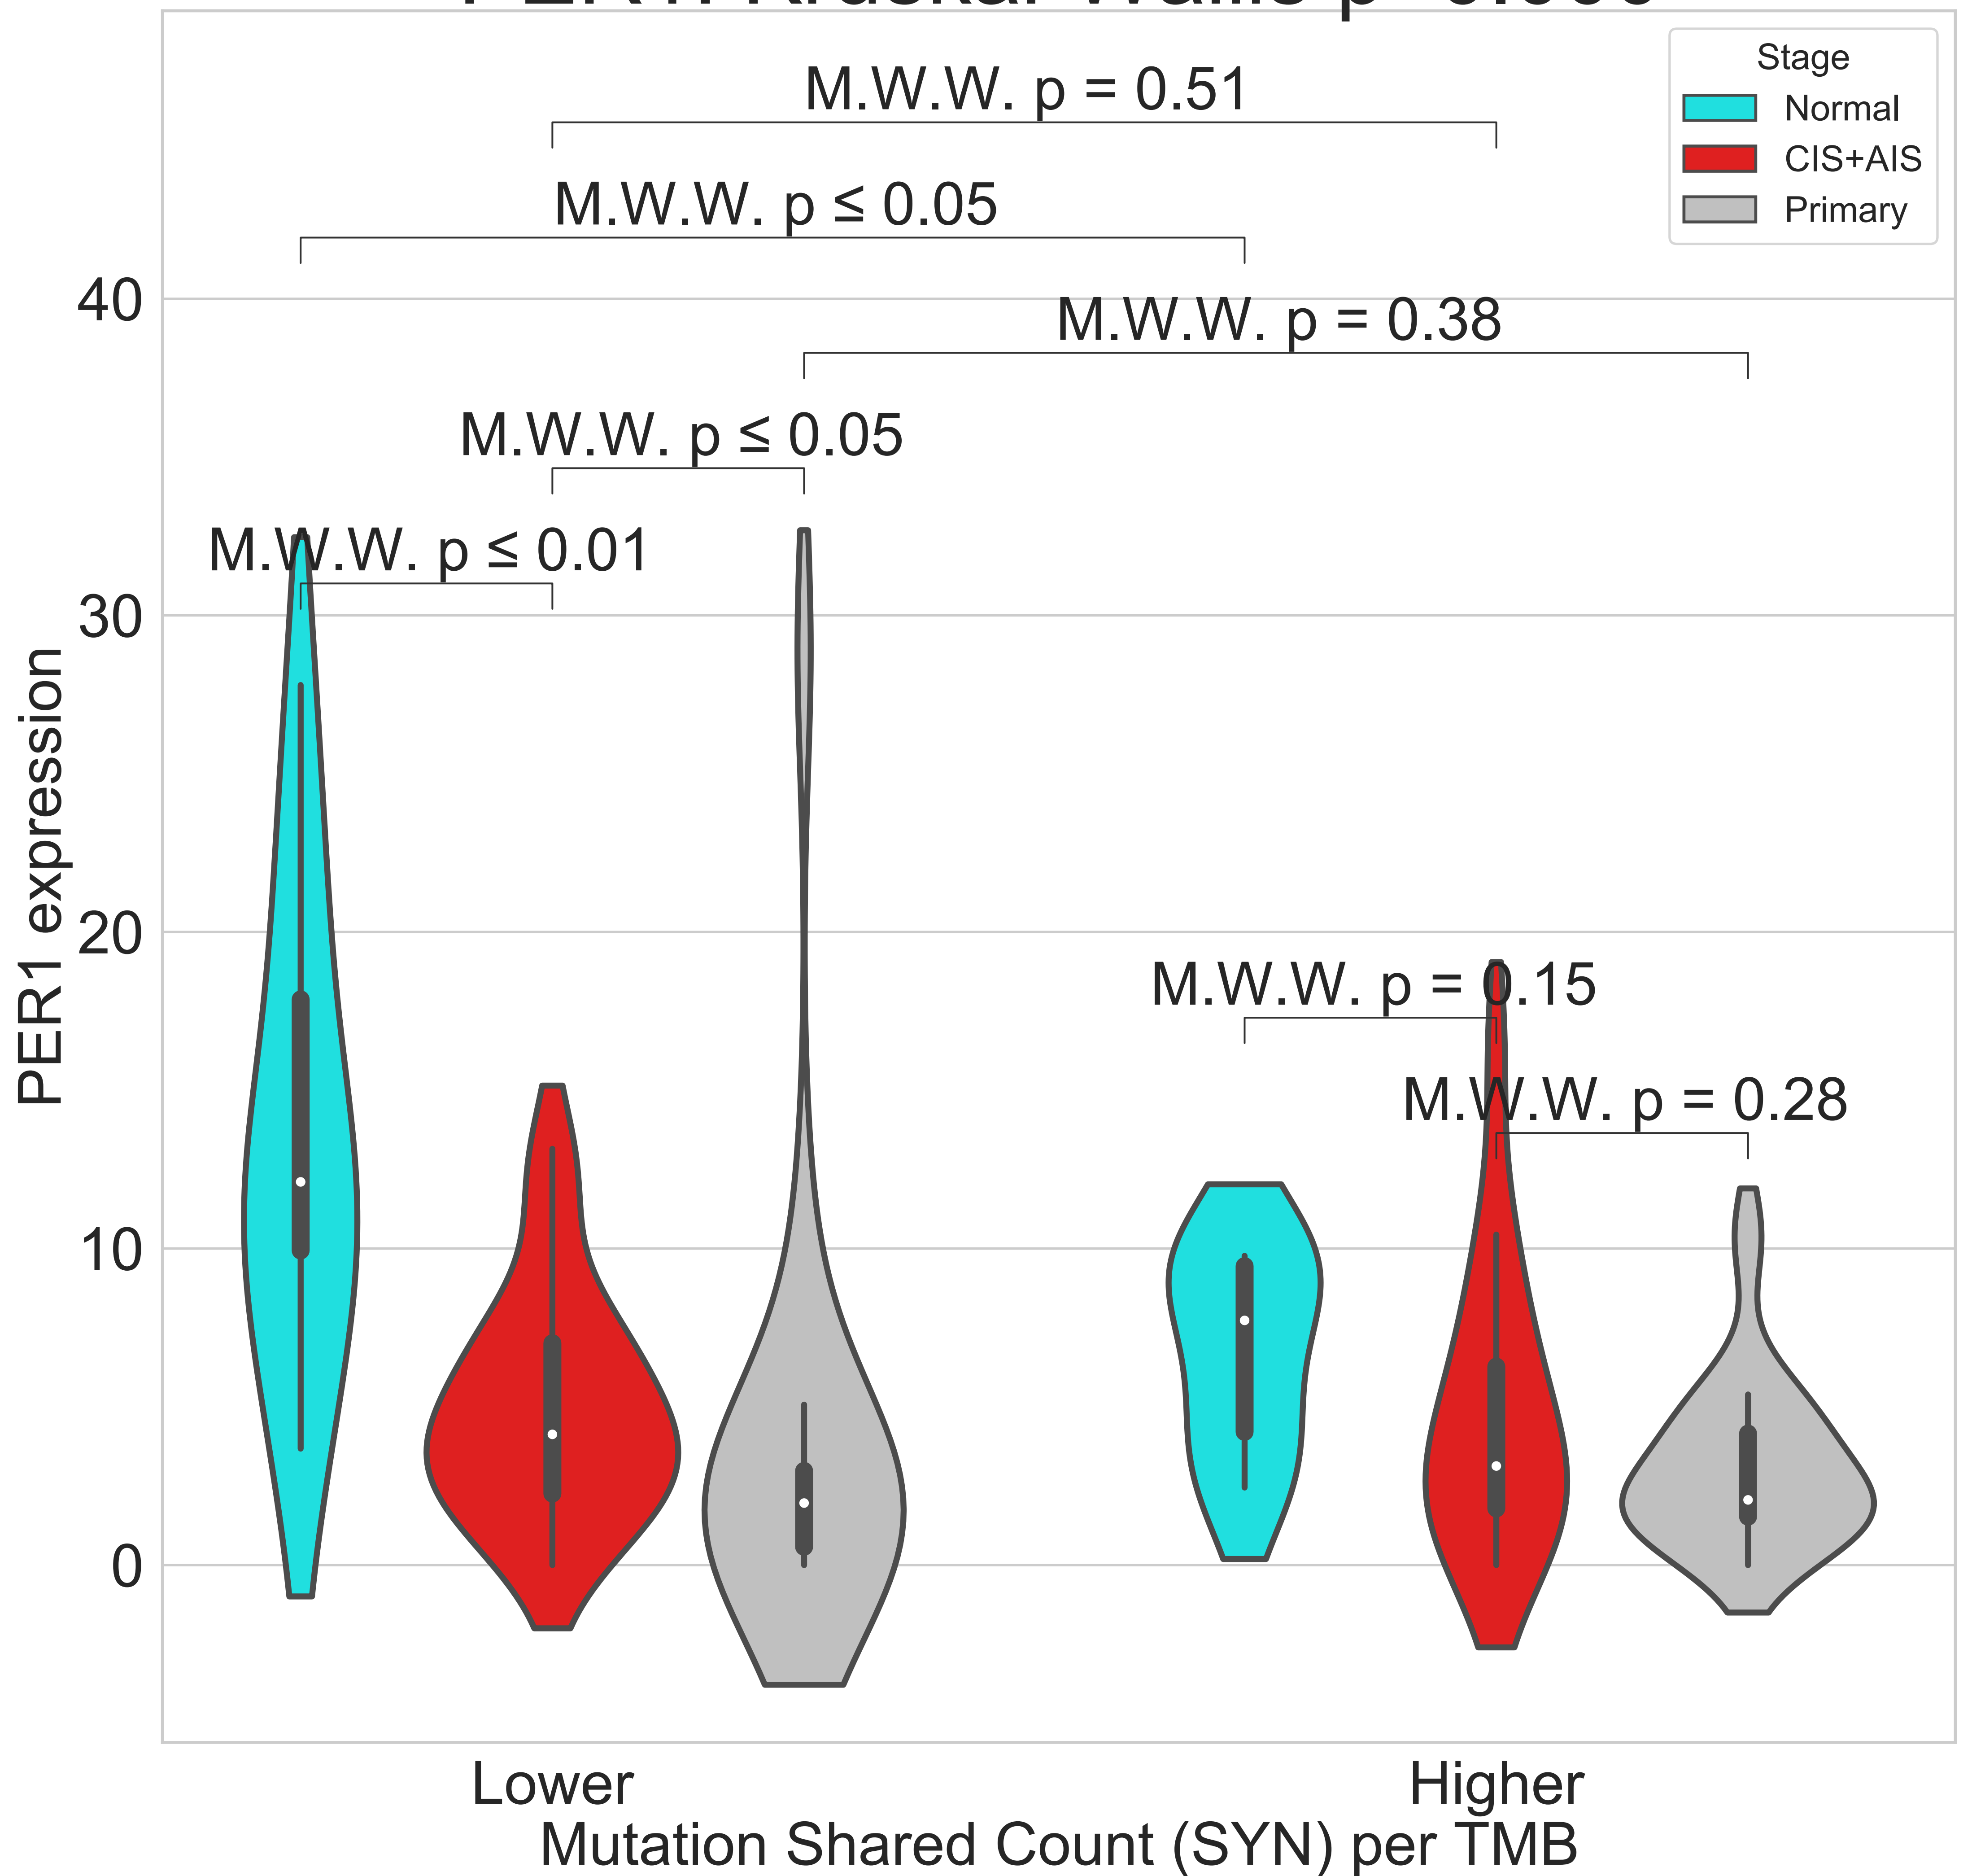 Stage
Normal
CIS+AIS
Primary
M.W.W. p = 0.51
M.W.W. p ≤ 0.05
M.W.W. p = 0.38
M.W.W. p ≤ 0.05
M.W.W. p ≤ 0.01
M.W.W. p = 0.15
M.W.W. p = 0.28
40
30
20
10
0
PER1 expression
Lower
Higher
Mutation Shared Count (SYN) per TMB